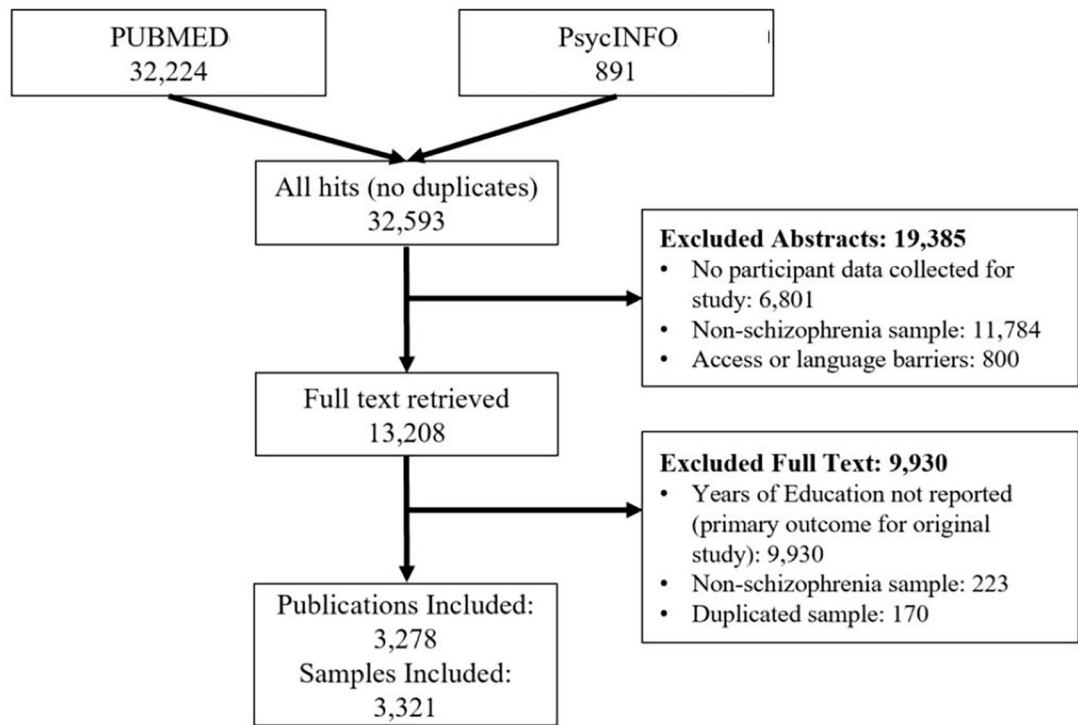 PUBMED
32,224
PsycINFO
891
All hits (no duplicates)
32,593
Excluded Abstracts: 19,385
• No participant data collected for
study: 6,801
• Non-schizophrenia sample: 11,784
• Access or language barriers: 800
Full text retrieved
13,208
Excluded Full Text: 9,930
• Years of Education not reported
(primary outcome for original
study): 9,930
• Non-schizophrenia sample: 223
• Duplicated sample: 170
Publications Included:
3,278
Samples Included:
3,321